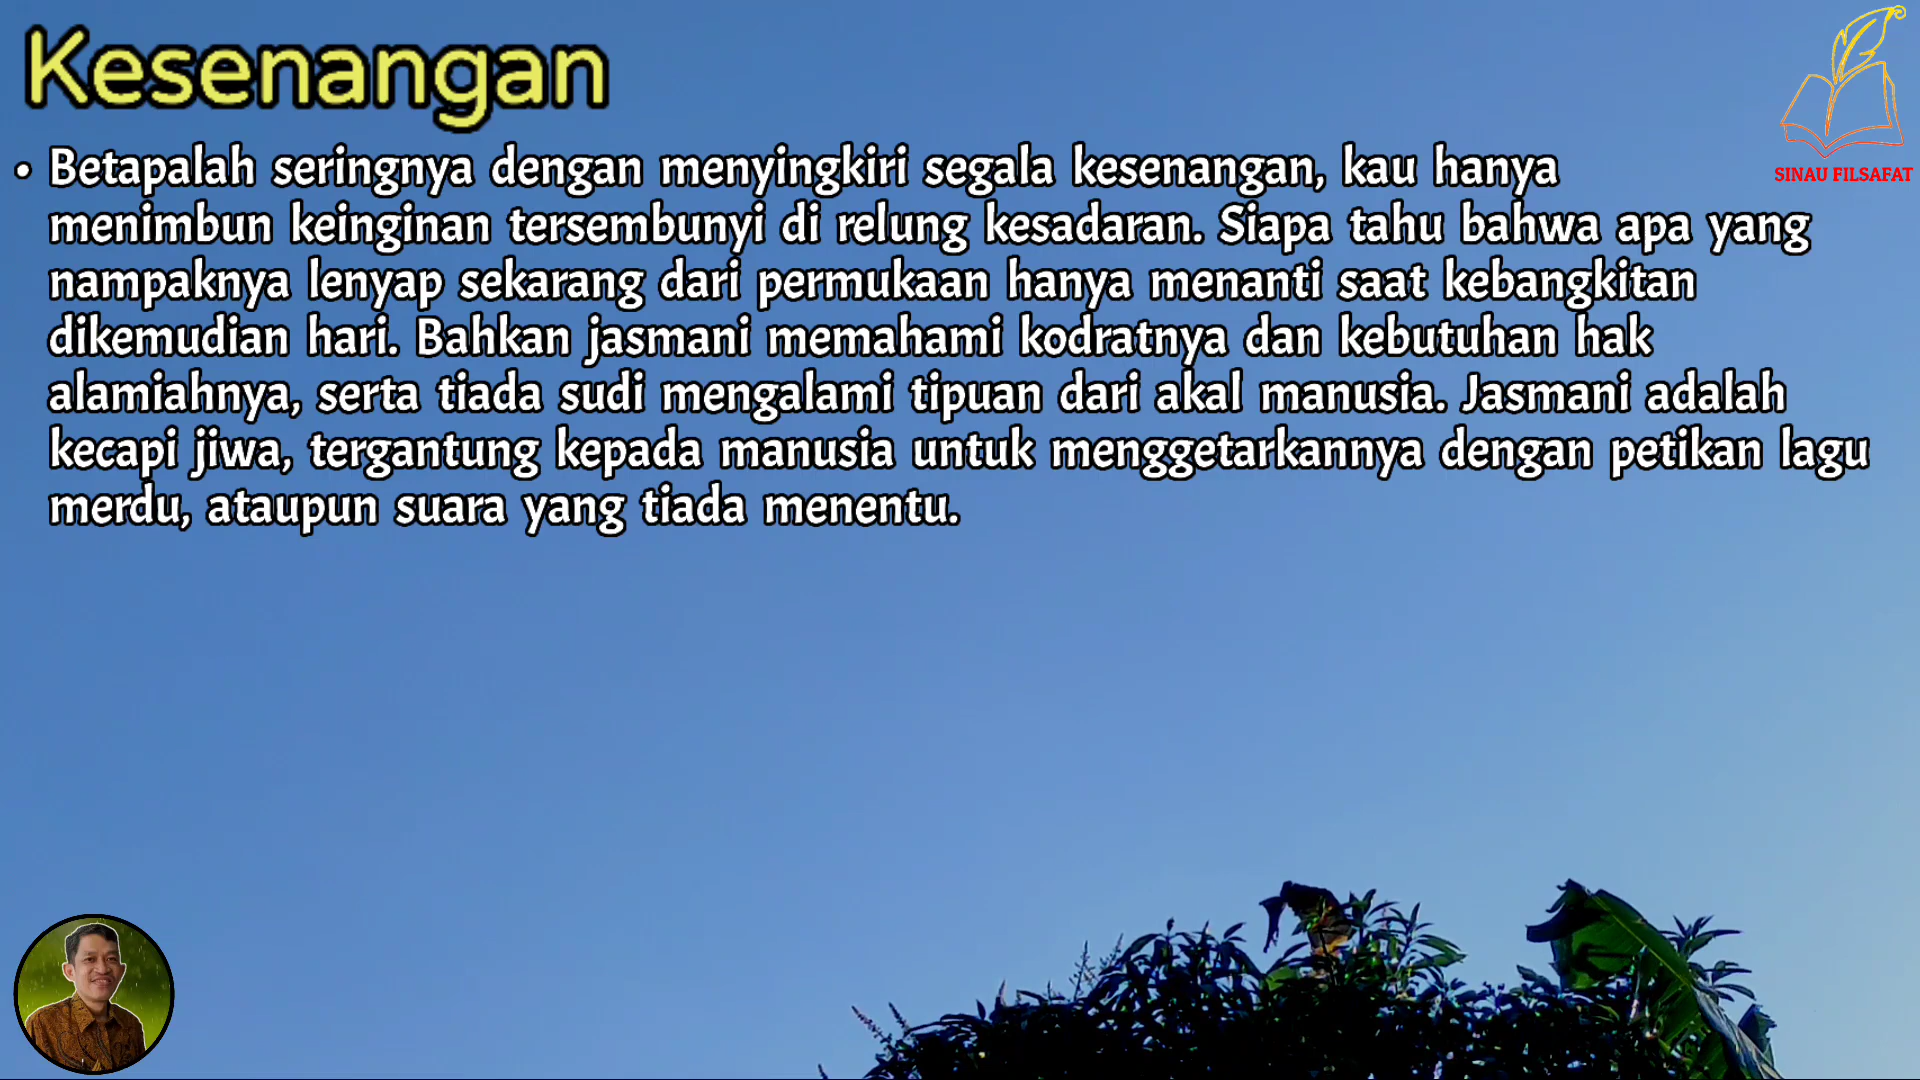 Kesenangan
SINAU FILSAFAT
• Betapalah seringnya dengan menyingkiri segala kesenangan, kau hanya
menimbun keinginan tersembunyi di relung kesadaran. Siapa tahu bahwa apa yang
nampaknya lenyap sekarang dari permukaan hanya menanti saat kebangkitan
dikemudian hari. Bahkan jasmani memahami kodratnya dan kebutuhan hak
alamiahnya, serta tiada sudi mengalami tipuan dari akal manusia. Jasmani adalah
kecapi jiwa, tergantung kepada manusia untuk menggetarkannya dengan petikan lagu
merdu, ataupun suara yang tiada menentu.